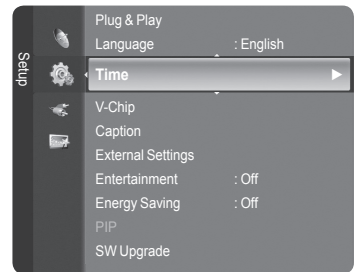 Setup
Plug & Play
Language : English
Time
V-Chip
Caption
External Settings
Entertainment : Off
Energy Saving : Off
PIP
SW Upgrade